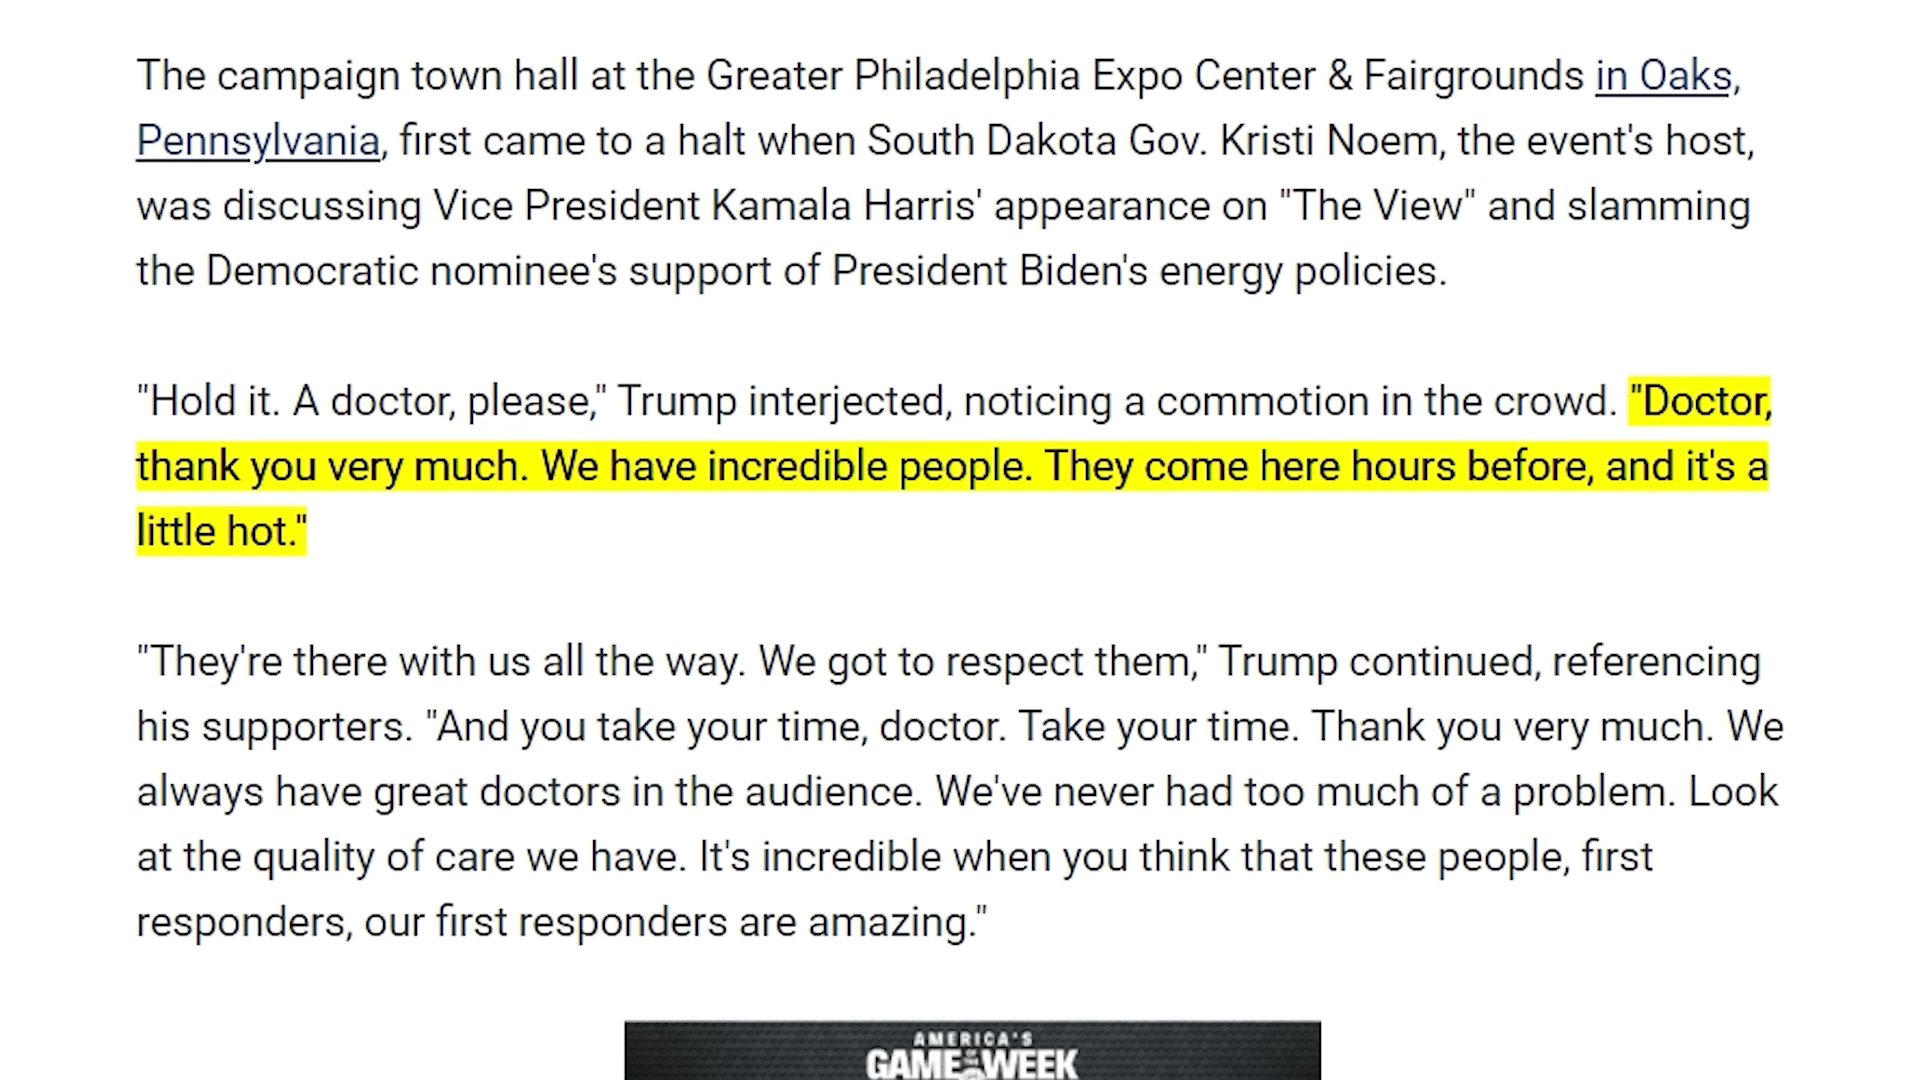 The campaign town hall at the Greater Philadelphia Expo Center & Fairgrounds in Oaks,
Pennsylvania, first came to a halt when South Dakota Gov. Kristi Noem, the event's host,
was discussing Vice President Kamala Harris' appearance on "The View" and slamming
the Democratic nominee's support of President Biden's energy policies.
"Hold it. A doctor, please," Trump interjected, noticing a commotion in the crowd. "Doctor,
thank you very much. We have incredible people. They come here hours before, and it's a
little hot."
"They're there with us all the way. We got to respect them," Trump continued, referencing
his supporters. "And you take your time, doctor. Take your time. Thank you very much. We
always have great doctors in the audience. We've never had too much of a problem. Look
at the quality of care we have. It's incredible when you think that these people, first
responders, our first responders are amazing."
AMERICA'S
GAME OF THE WEEK